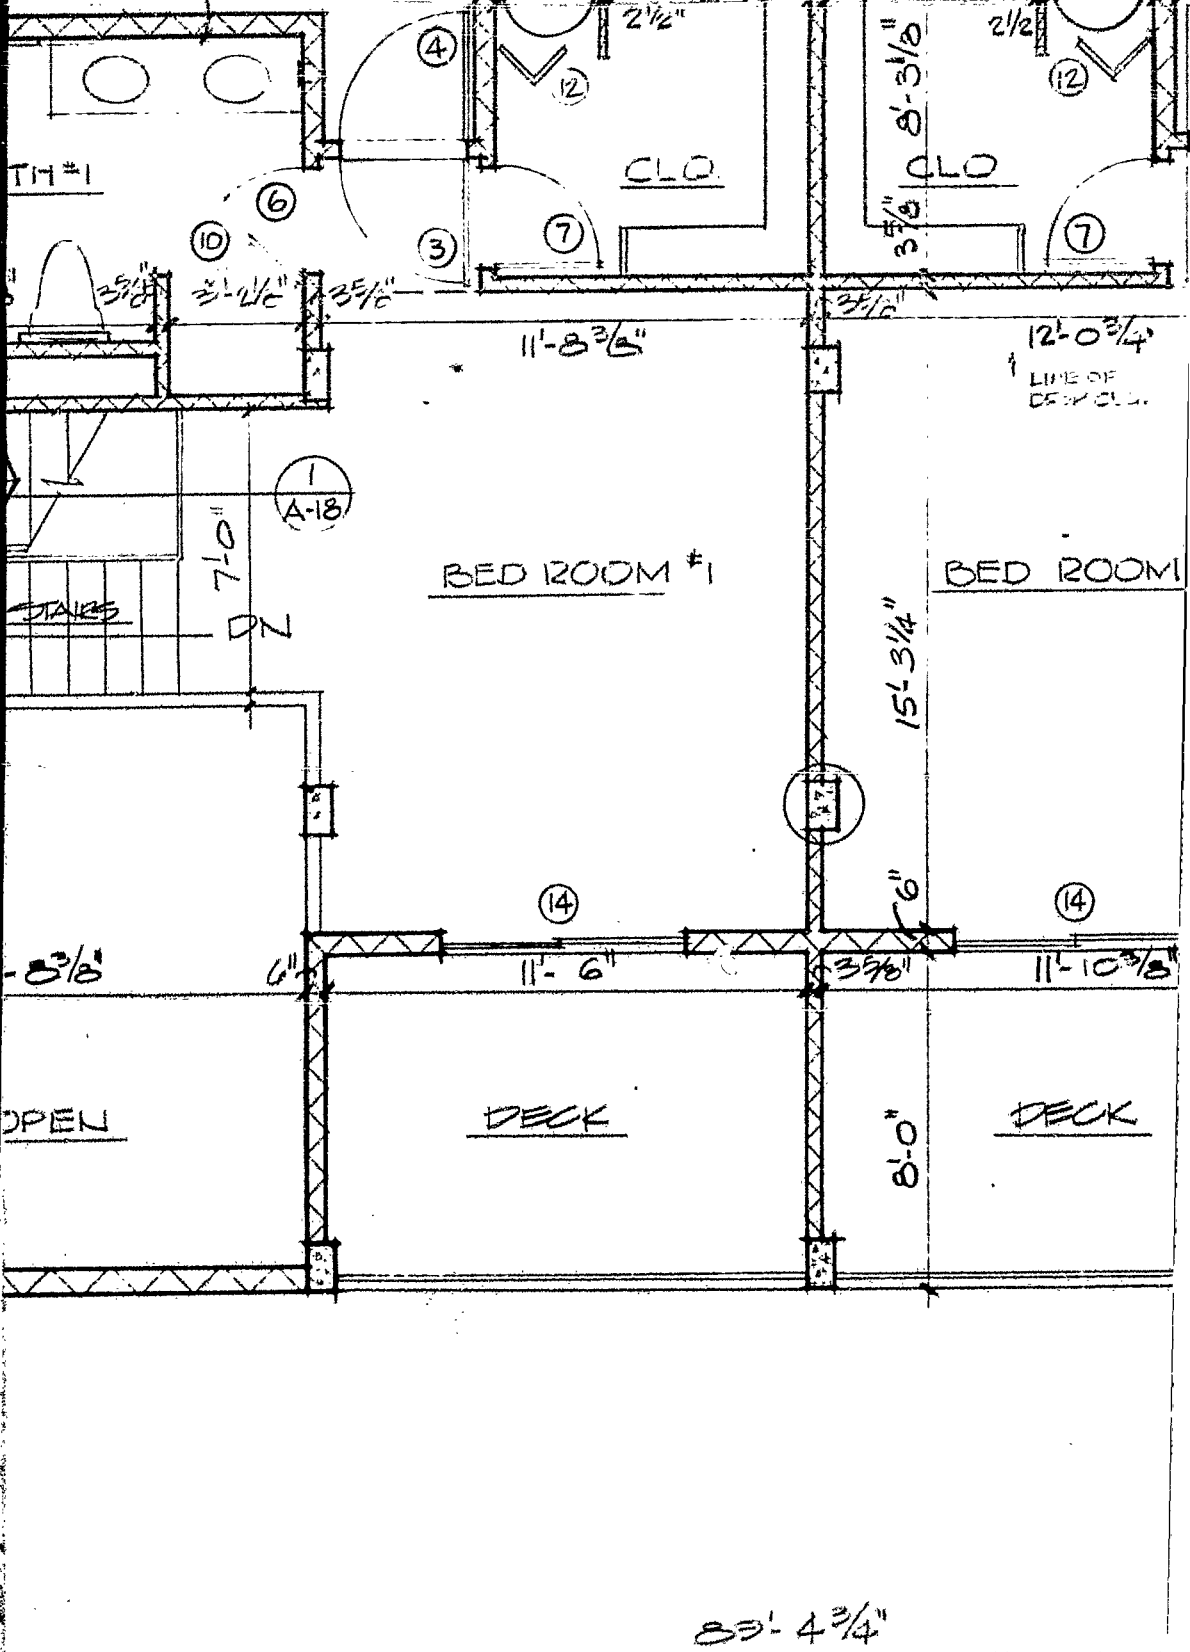 2½"
2½
④
⑫
⑫
8'-3⅛"
TH #1
CLO
CLO
⑥
⑩
③
⑦
⑦
3⅝"
3⅝"
3'-2½"
3⅝"
3⅝"
11'-8⅜"
12'-0¾"
LINE OF
1
A-18
7'-0"
BED ROOM #1
BED ROOM
STAIRS
DN
15'-3¼"
⑭
⑭
6"
-8⅜"
6"
11'-6"
3⅝"
11'-10⅜"
OPEN
DECK
DECK
8'-0"
4¾"